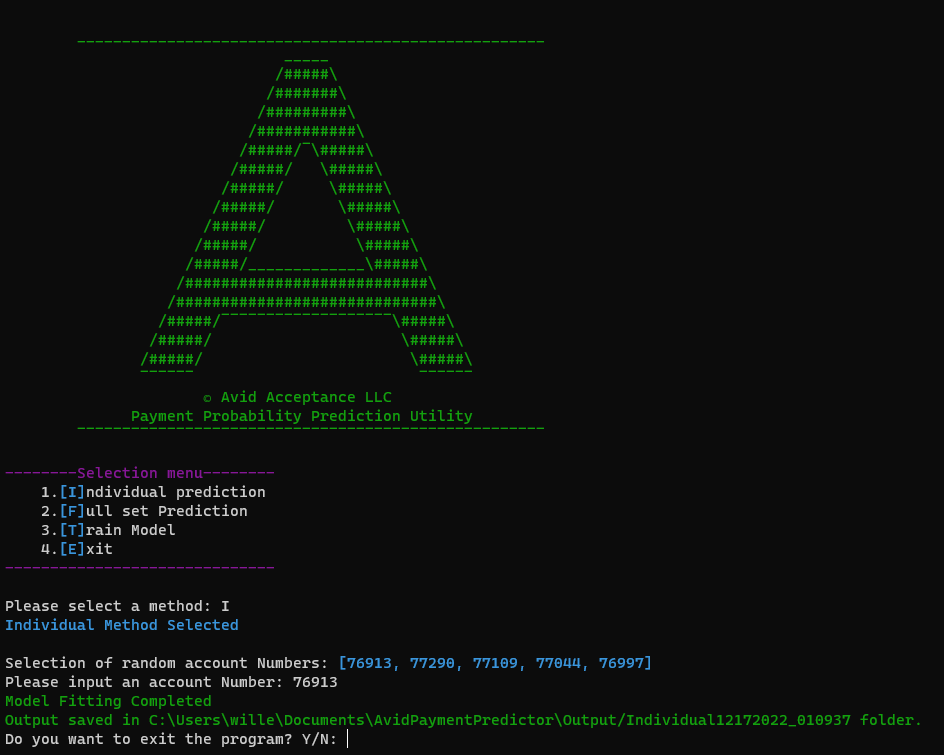 © Avid Acceptance LLC
Payment Probability Prediction Utility
--------Selection menu--------
1.[I]ndividual prediction
2.[F]ull set Prediction
3.[T]rain Model
4.[E]xit
Please select a method: I
Individual Method Selected
Selection of random account Numbers: [76913, 77290, 77109, 77044, 76997]
Please input an account Number: 76913
Model Fitting Completed
Output saved in C:\Users\wille\Documents\AvidPaymentPredictor\Output/Individual12172022_010937 folder.
Do you want to exit the program? Y/N: